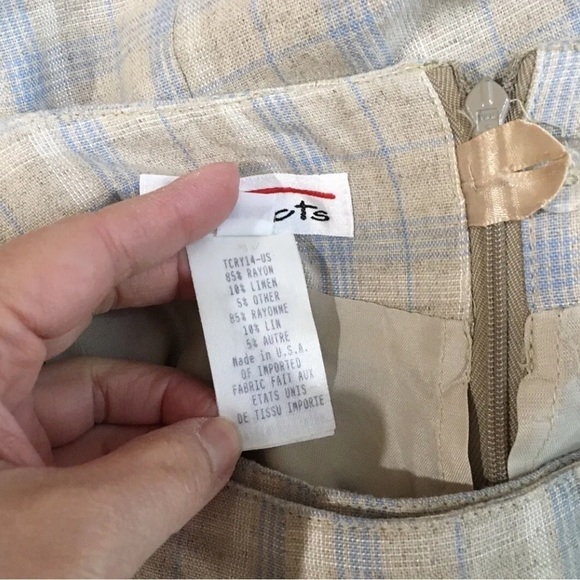 cts
TCRY14-US
85% RAYON
10% LINEN
5% OTHER
85% RAYONNE
10% LIN
5% AUTRE
Made in U.S.A.
OF IMPORTED
FABRIC FAIT AUX
ETATS UNIS
DE TISSU IMPORTE